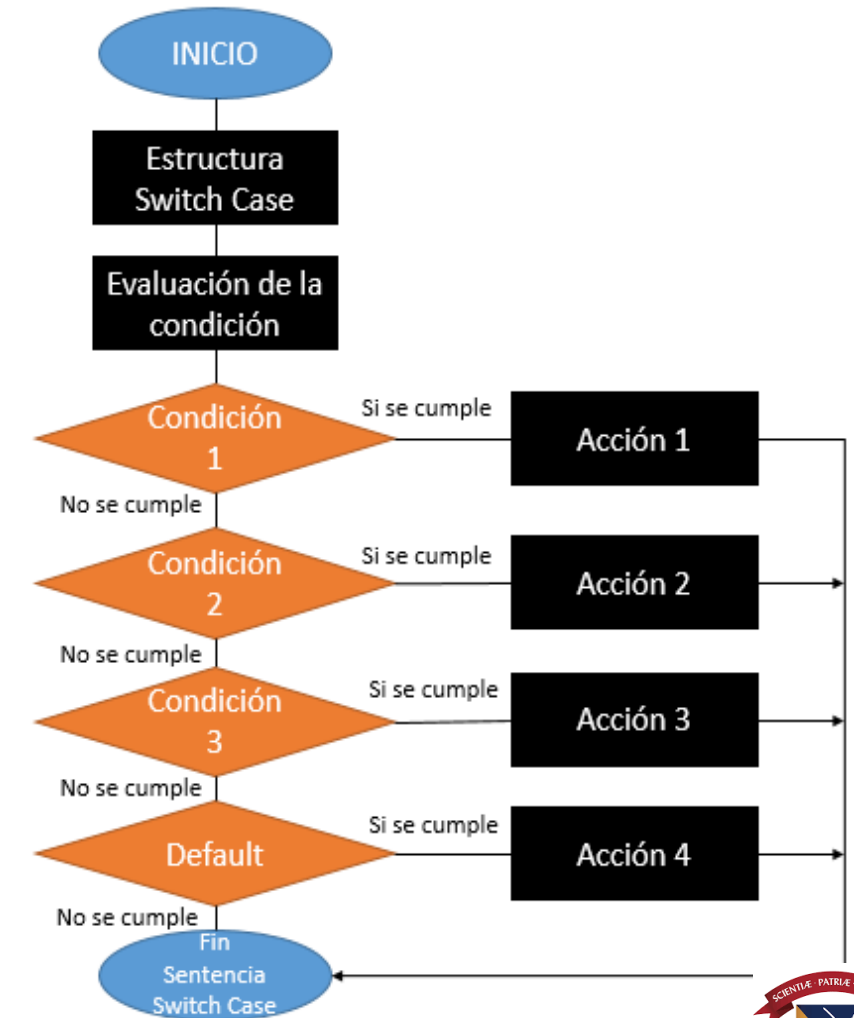 INICIO
Estructura
Switch Case
Evaluación de la
condición
Condición
1
Si se cumple
Acción 1
No se cumple
Condición
2
Si se cumple
Acción 2
No se cumple
Condición
3
Si se cumple
Acción 3
No se cumple
Default
Si se cumple
Acción 4
No se cumple
Fin
Sentencia
Switch Case
SCIENTIÆ · PATRIÆ